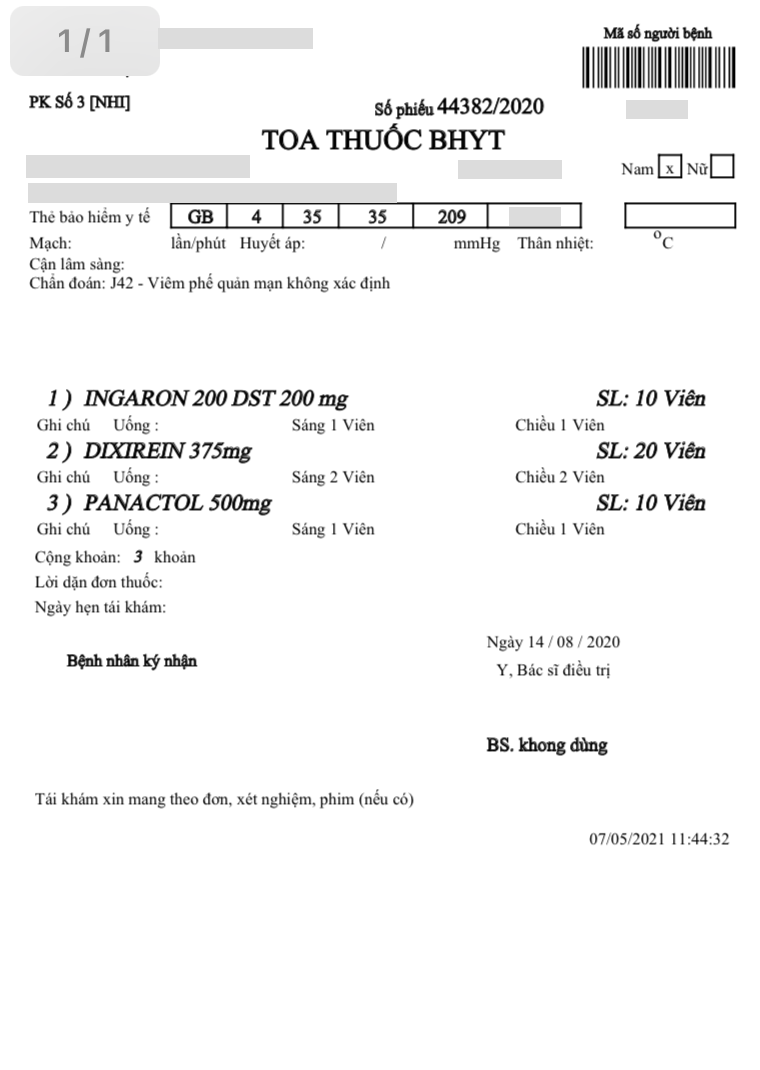 1/1
Mã số người bệnh
PK Số 3 [NHI]
Số phiếu 44382/2020
TOA THUỐC BHYT
Nam x Nữ
Thẻ bảo hiểm y tế GB 4 35 35 209
Mạch: lần/phút Huyết áp: / mmHg Thân nhiệt: °C
Cận lâm sàng:
Chẩn đoán: J42 - Viêm phế quản mạn không xác định
1 ) INGARON 200 DST 200 mg SL: 10 Viên
Ghi chú Uống : Sáng 1 Viên Chiều 1 Viên
2 ) DIXIREIN 375mg SL: 20 Viên
Ghi chú Uống : Sáng 2 Viên Chiều 2 Viên
3 ) PANACTOL 500mg SL: 10 Viên
Ghi chú Uống : Sáng 1 Viên Chiều 1 Viên
Cộng khoản: 3 khoản
Lời dặn đơn thuốc:
Ngày hẹn tái khám:
Ngày 14 / 08 / 2020
Bệnh nhân ký nhận
Y, Bác sĩ điều trị
BS. khong dùng
Tái khám xin mang theo đơn, xét nghiệm, phim (nếu có)
07/05/2021 11:44:32